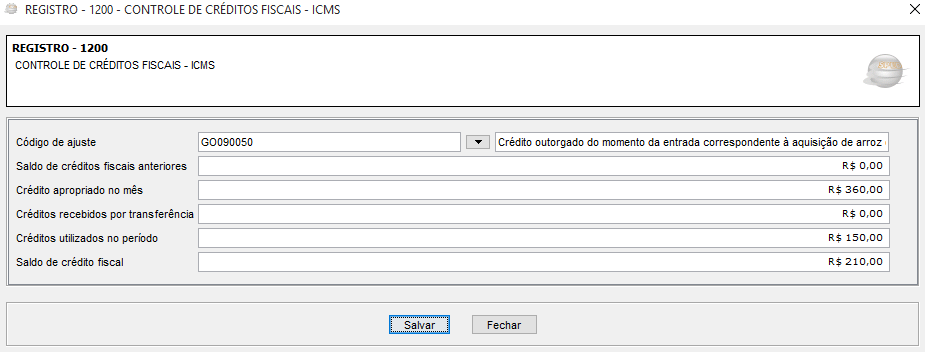 REGISTRO - 1200 - CONTROLE DE CRÉDITOS FISCAIS - ICMS
REGISTRO - 1200
CONTROLE DE CRÉDITOS FISCAIS - ICMS
Código de ajuste GO090050 Crédito outorgado do momento da entrada correspondente à aquisição de arroz
Saldo de créditos fiscais anteriores R$ 0,00
Crédito apropriado no mês R$ 360,00
Créditos recebidos por transferência R$ 0,00
Créditos utilizados no período R$ 150,00
Saldo de crédito fiscal R$ 210,00
Salvar Fechar